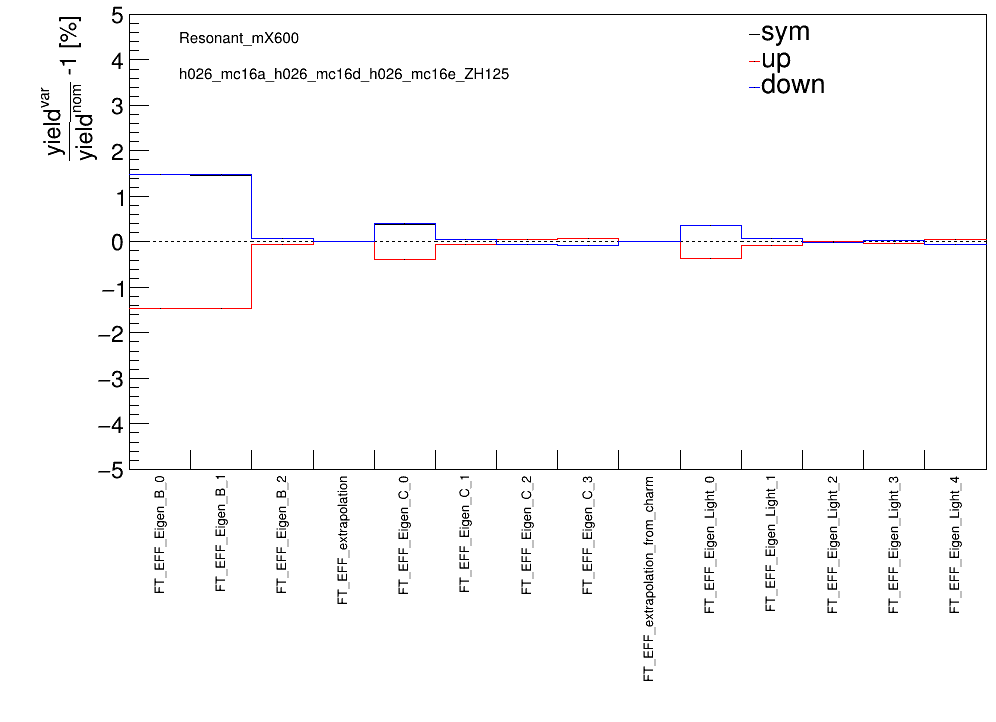 yield^var / yield^nom -1 [%]
5
4
3
2
1
0
−1
−2
−3
−4
−5
Resonant_mX600
h026_mc16a_h026_mc16d_h026_mc16e_ZH125
sym
up
down
FT_EFF_Eigen_B_0
FT_EFF_Eigen_B_1
FT_EFF_Eigen_B_2
FT_EFF_extrapolation
FT_EFF_Eigen_C_0
FT_EFF_Eigen_C_1
FT_EFF_Eigen_C_2
FT_EFF_Eigen_C_3
FT_EFF_extrapolation_from_charm
FT_EFF_Eigen_Light_0
FT_EFF_Eigen_Light_1
FT_EFF_Eigen_Light_2
FT_EFF_Eigen_Light_3
FT_EFF_Eigen_Light_4